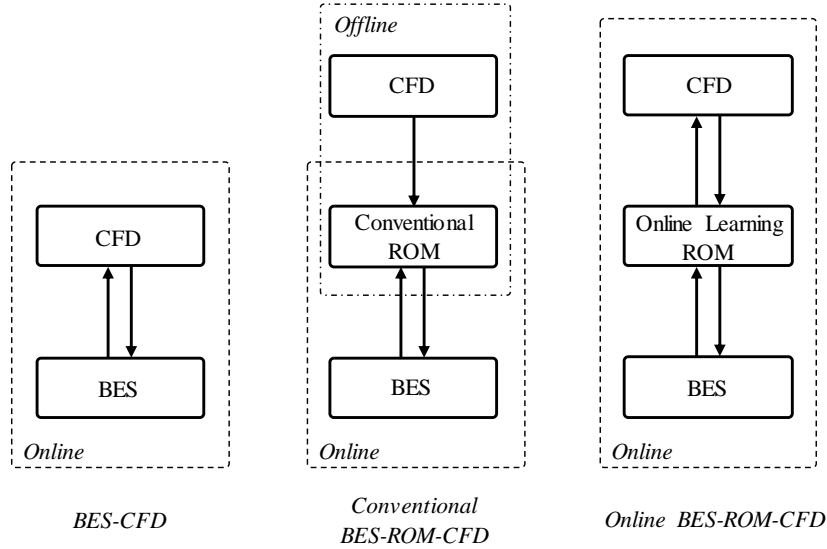 CFD
BES
Online
BES-CFD
Offline
CFD
Conventional
ROM
BES
Online
Conventional
BES-ROM-CFD
CFD
Online Learning
ROM
BES
Online
Online BES-ROM-CFD